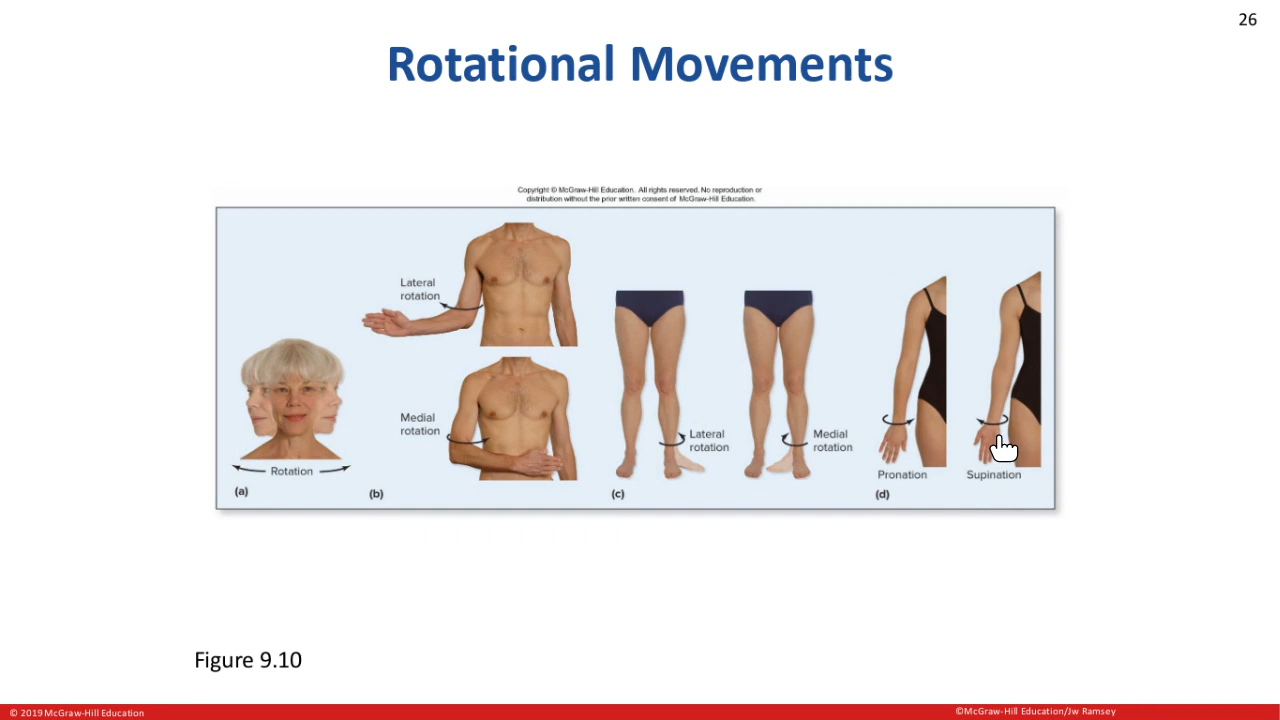 26
Rotational Movements
Copyright © McGraw-Hill Education. All rights reserved. No reproduction or
distribution without the prior written consent of McGraw-Hill Education.
Lateral
rotation
Medial
rotation
Rotation
(a)
(b)
Lateral
rotation
Medial
rotation
(c)
Pronation
Supination
(d)
Figure 9.10
© 2019 McGraw-Hill Education
©McGraw-Hill Education/Jw Ramsey